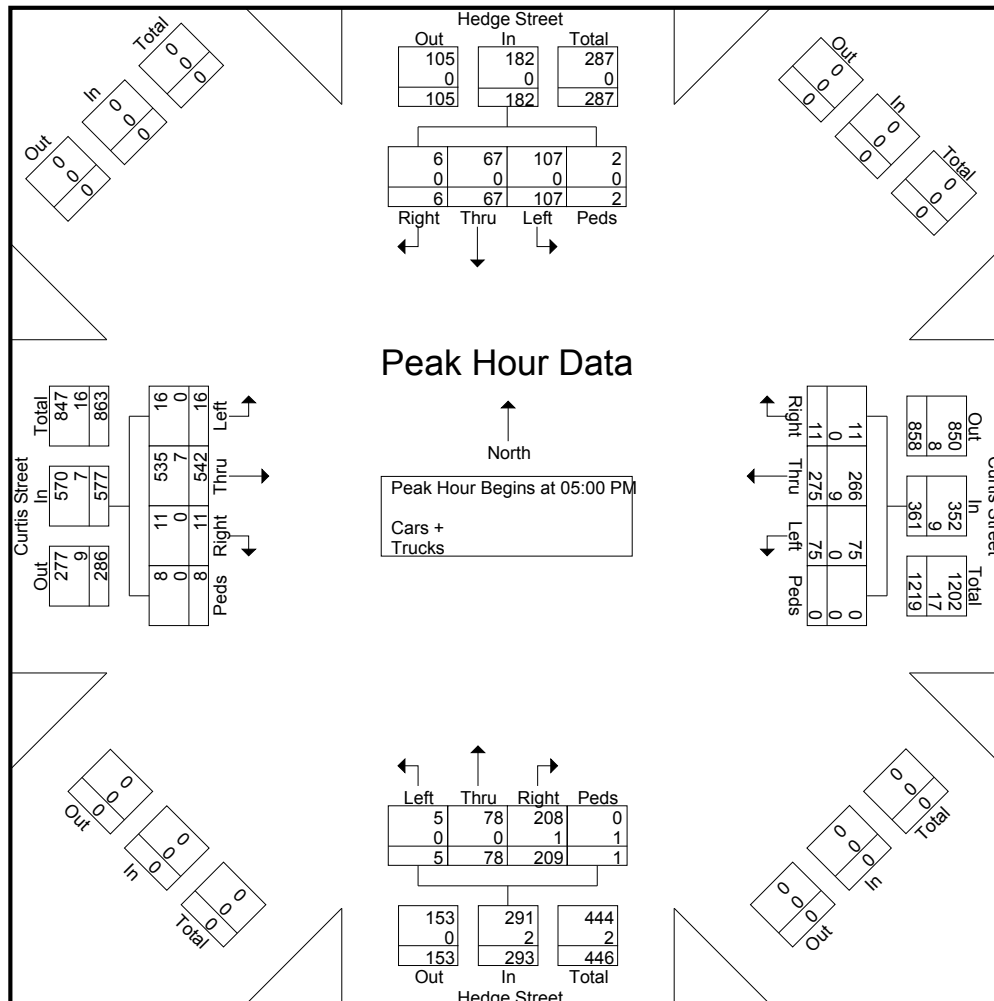 Hedge Street
Out In Total
105 182 287
0 0 0
105 182 287
6 67 107 2
0 0 0 0
6 67 107 2
Right Thru Left Peds
Total
0 0 0
In
0 0 0
Out
0 0 0
Out
0 0 0
In
0 0 0
Total
0 0 0
Peak Hour Data
North
Peak Hour Begins at 05:00 PM
Cars +
Trucks
Curtis Street
Out In Total
277 570 847
9 7 16
286 577 863
8 11 535 16
0 0 7 0
8 11 542 16
Peds Right Thru Left
Curtis Street
Out In Total
850 352 1202
8 9 17
858 361 1219
11 266 75 0
0 9 0 0
11 275 75 0
Right Thru Left Peds
Left Thru Right Peds
5 78 208 0
0 0 1 1
5 78 209 1
153 291 444
0 2 2
153 293 446
Out In Total
Hedge Street
0 0 0
Out
0 0 0
In
0 0 0
Total
0 0 0
Total
0 0 0
In
0 0 0
Out